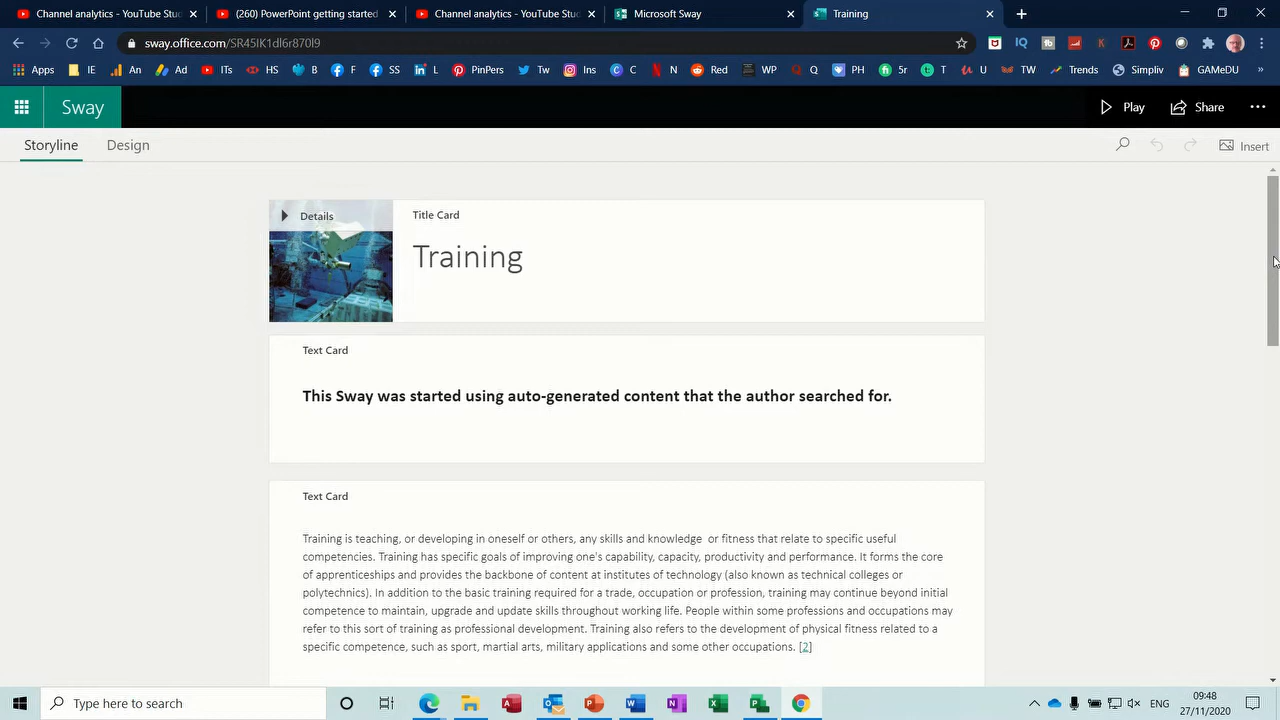 Channel analytics - YouTube Stu
(260) PowerPoint getting started
Channel analytics - YouTube Stu
Microsoft Sway
Training
sway.office.com/SR45IK1dl6r870l9
Apps
IE
An
Ad
ITs
HS
B
F
SS
L
PinPers
Tw
Ins
C
N
Red
WP
Q
PH
5r
T
U
TW
Trends
Simpliv
GAMeDU
»
Sway
Play
Share
Storyline
Design
Insert
Details
Title Card
Training
Text Card
This Sway was started using auto-generated content that the author searched for.
Text Card
Training is teaching, or developing in oneself or others, any skills and knowledge or fitness that relate to specific useful
competencies. Training has specific goals of improving one's capability, capacity, productivity and performance. It forms the core
of apprenticeships and provides the backbone of content at institutes of technology (also known as technical colleges or
polytechnics). In addition to the basic training required for a trade, occupation or profession, training may continue beyond initial
competence to maintain, upgrade and update skills throughout working life. People within some professions and occupations may
refer to this sort of training as professional development. Training also refers to the development of physical fitness related to a
specific competence, such as sport, martial arts, military applications and some other occupations. [2]
Type here to search
ENG
09:48
27/11/2020